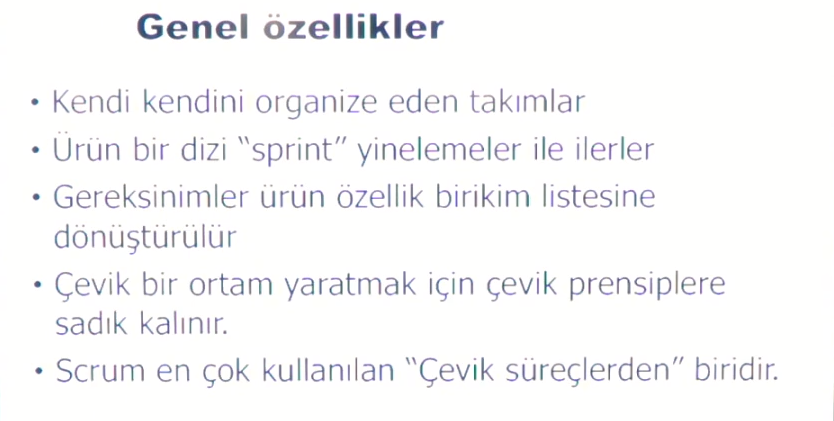 Genel özellikler
• Kendi kendini organize eden takımlar
• Ürün bir dizi “sprint” yinelemeler ile ilerler
• Gereksinimler ürün özellik birikim listesine
dönüştürülür
• Çevik bir ortam yaratmak için çevik prensiplere
sadık kalınır.
• Scrum en çok kullanılan “Çevik süreçlerden” biridir.